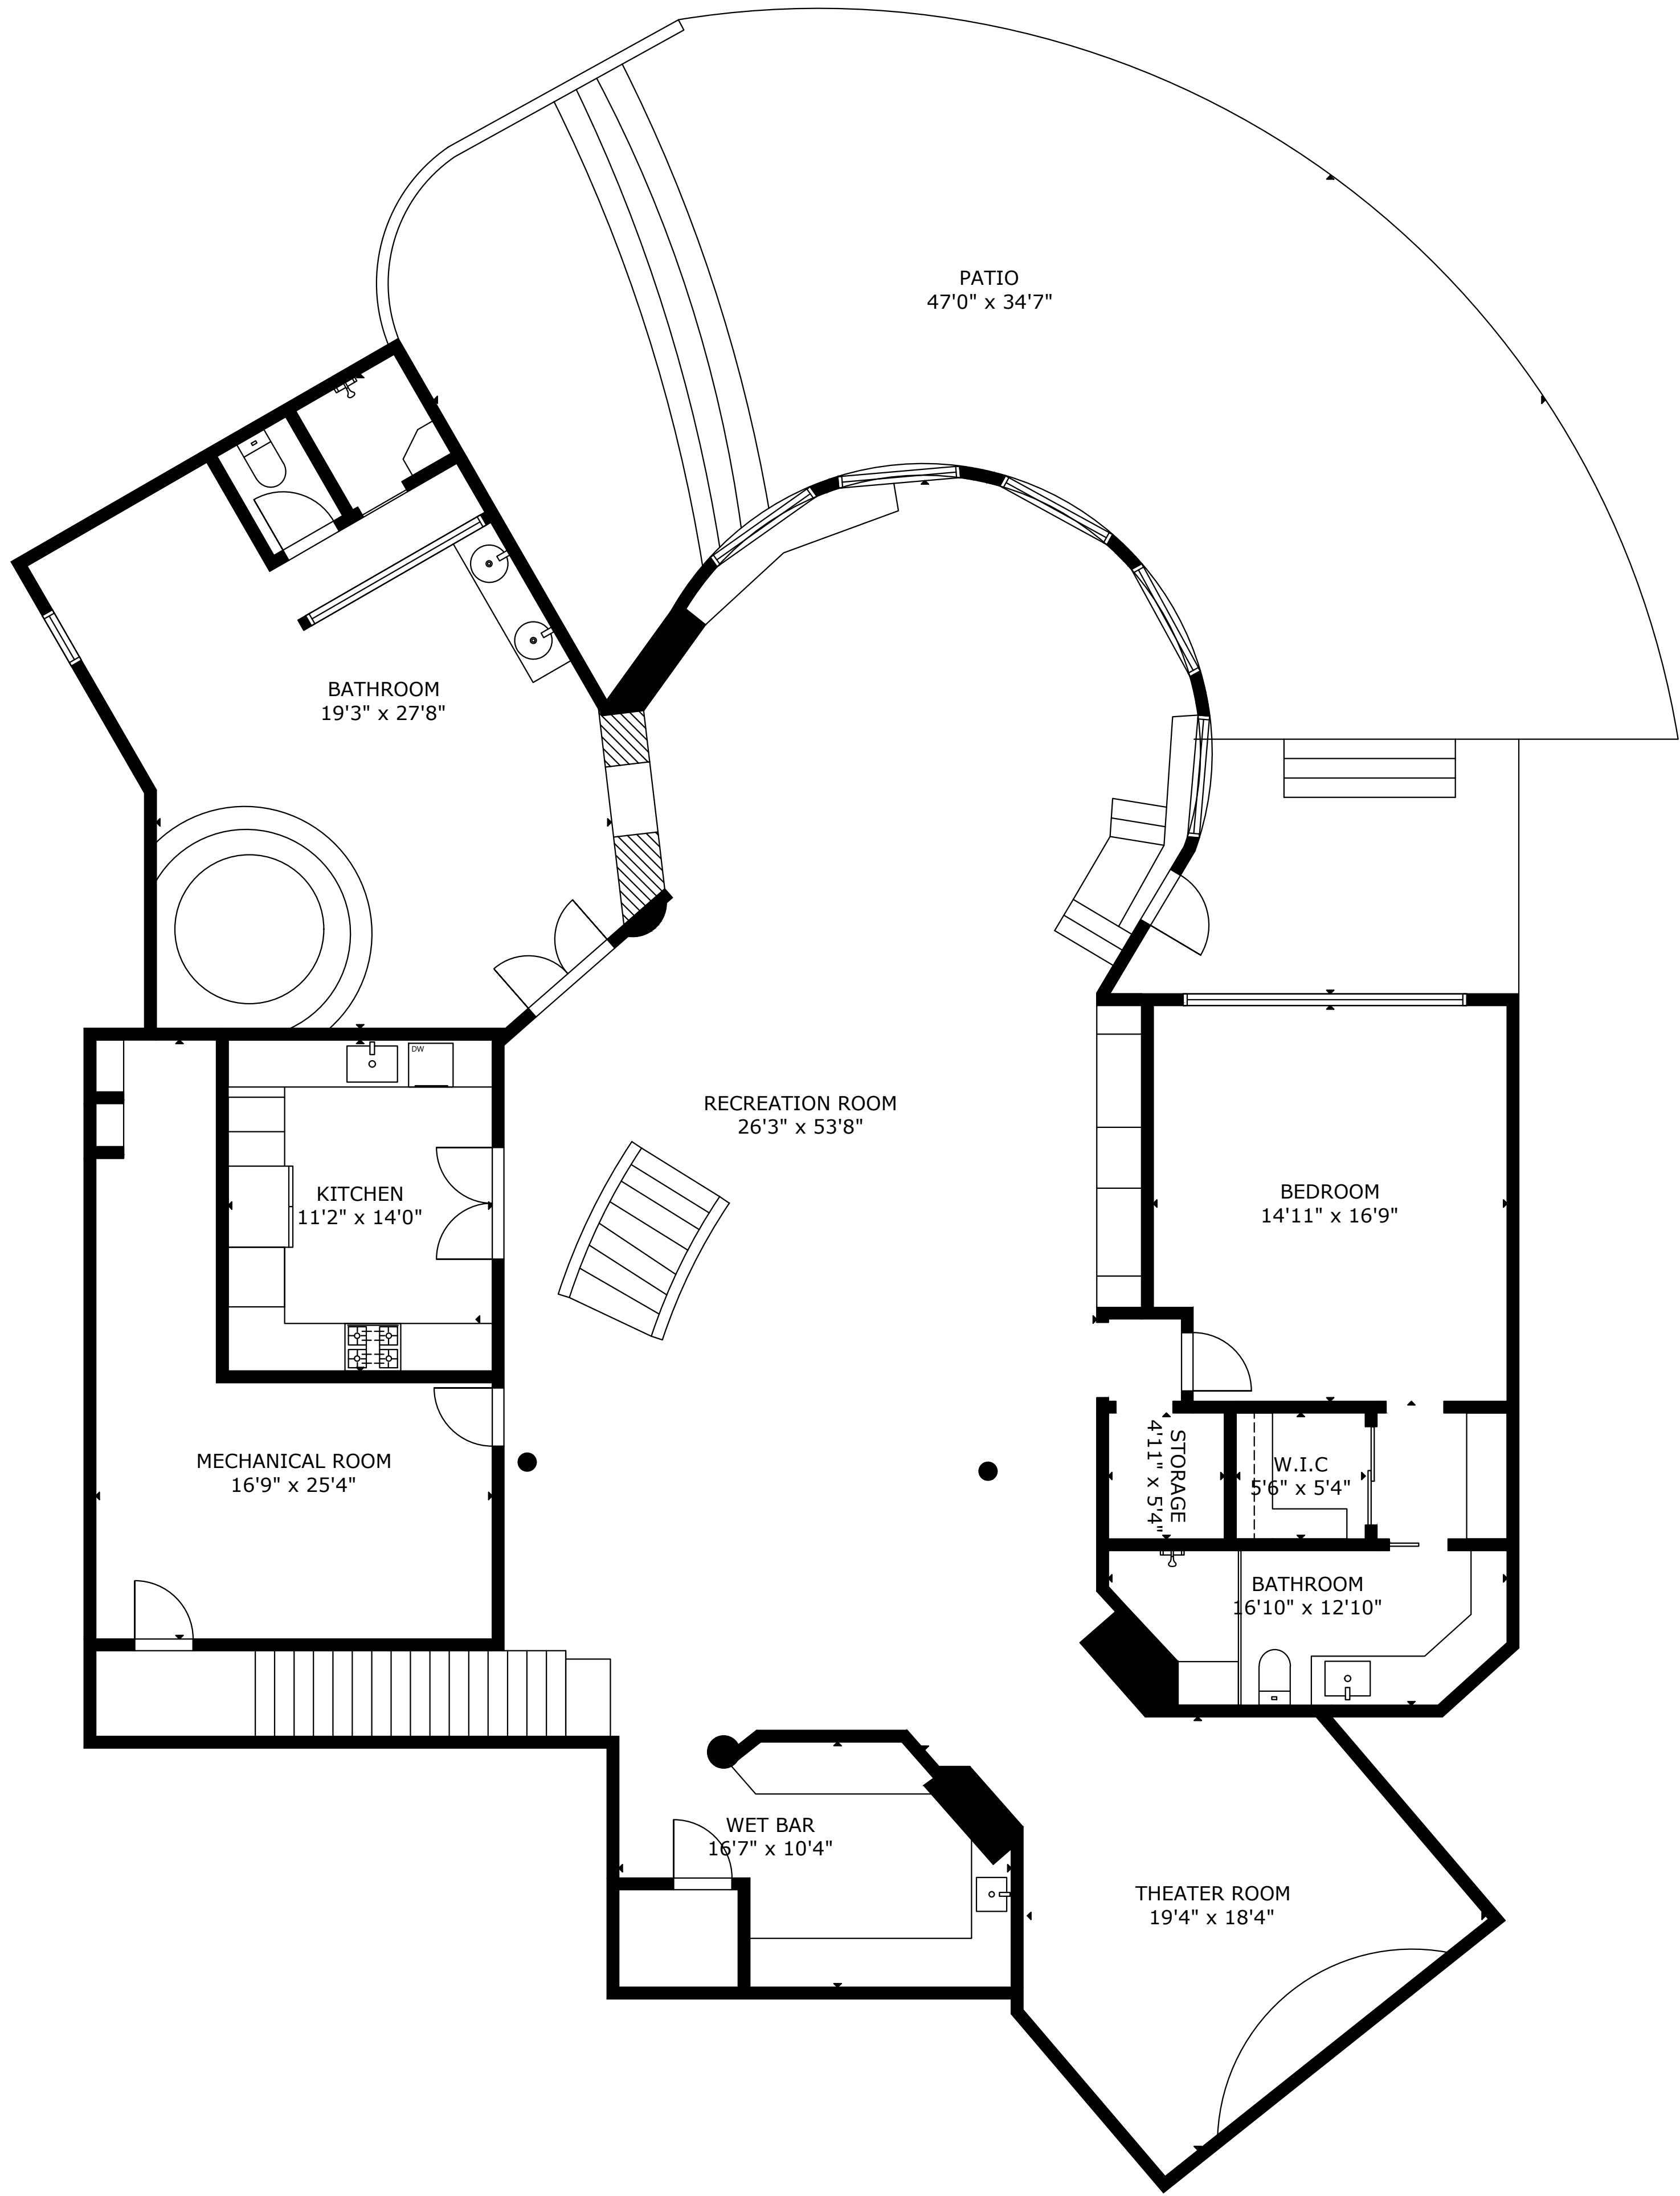 PATIO
47'0" x 34'7"
BATHROOM
19'3" x 27'8"
DW
RECREATION ROOM
26'3" x 53'8"
KITCHEN
11'2" x 14'0"
BEDROOM
14'11" x 16'9"
MECHANICAL ROOM
16'9" x 25'4"
STORAGE
4'11" x 5'4"
W.I.C
5'6" x 5'4"
BATHROOM
16'10" x 12'10"
WET BAR
16'7" x 10'4"
THEATER ROOM
19'4" x 18'4"